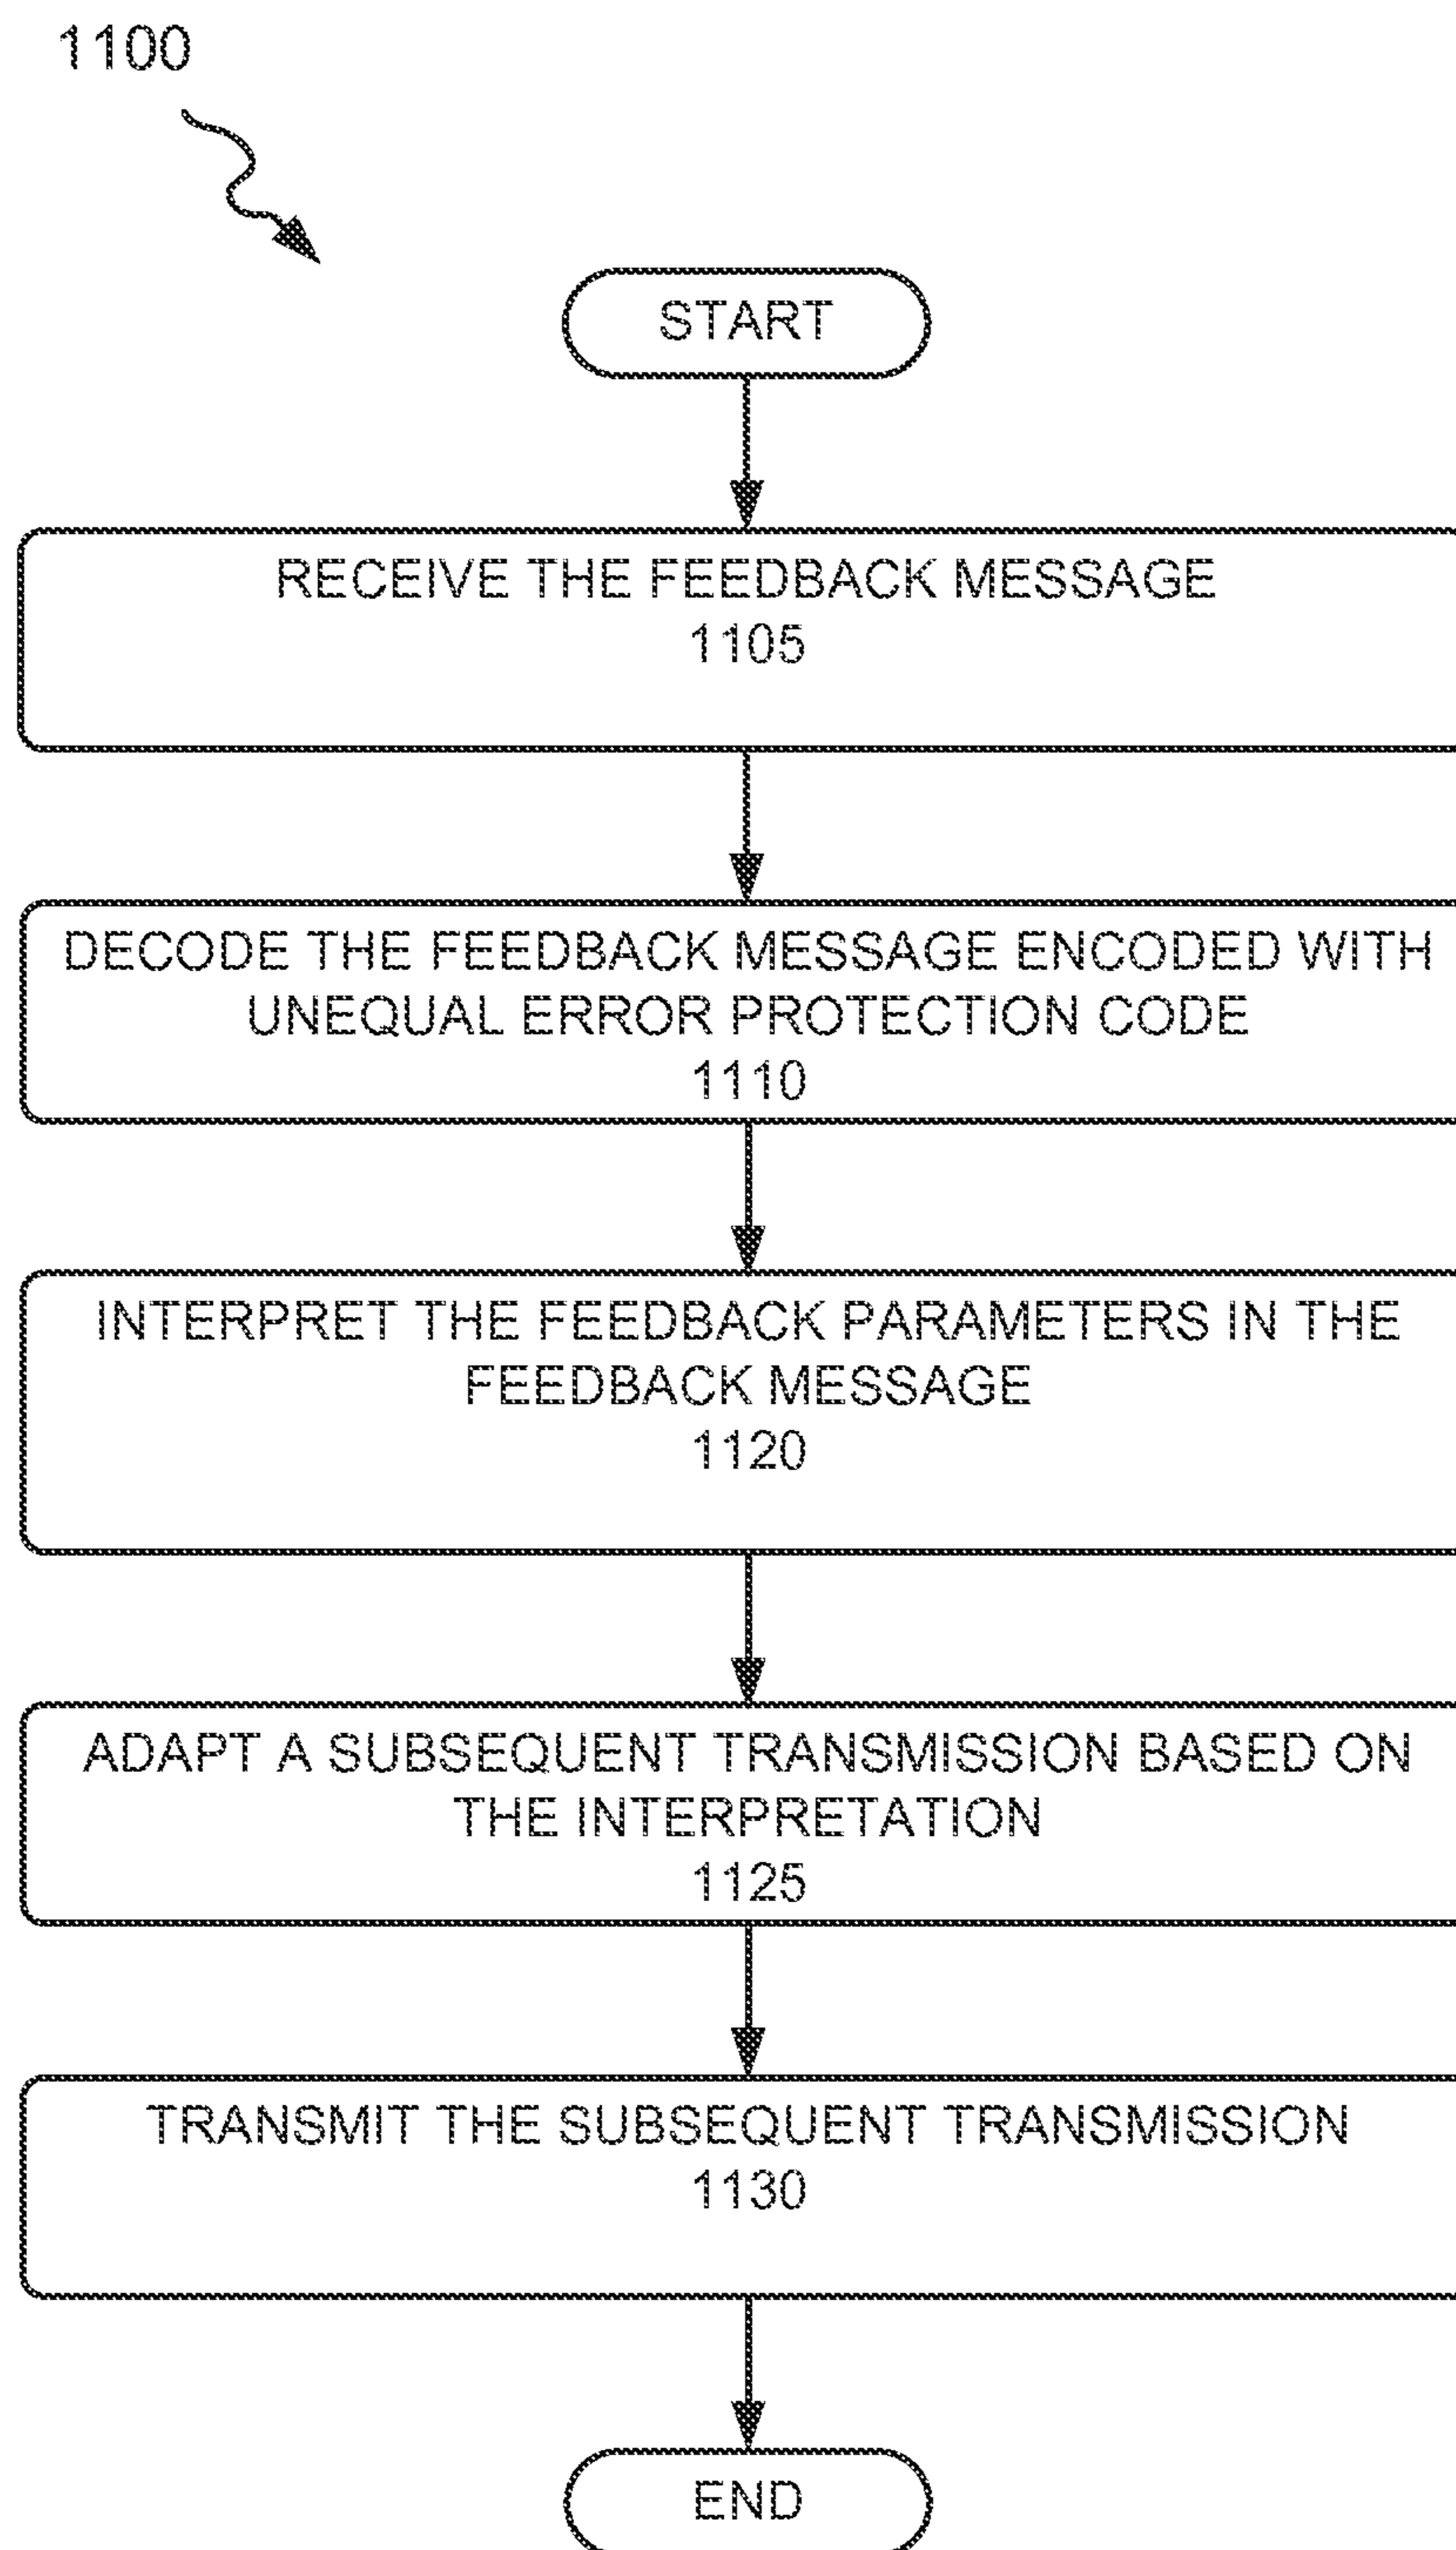 1100
START
RECEIVE THE FEEDBACK MESSAGE
1105
DECODE THE FEEDBACK MESSAGE ENCODED WITH
UNEQUAL ERROR PROTECTION CODE
1110
INTERPRET THE FEEDBACK PARAMETERS IN THE
FEEDBACK MESSAGE
1120
ADAPT A SUBSEQUENT TRANSMISSION BASED ON
THE INTERPRETATION
1125
TRANSMIT THE SUBSEQUENT TRANSMISSION
1130
END